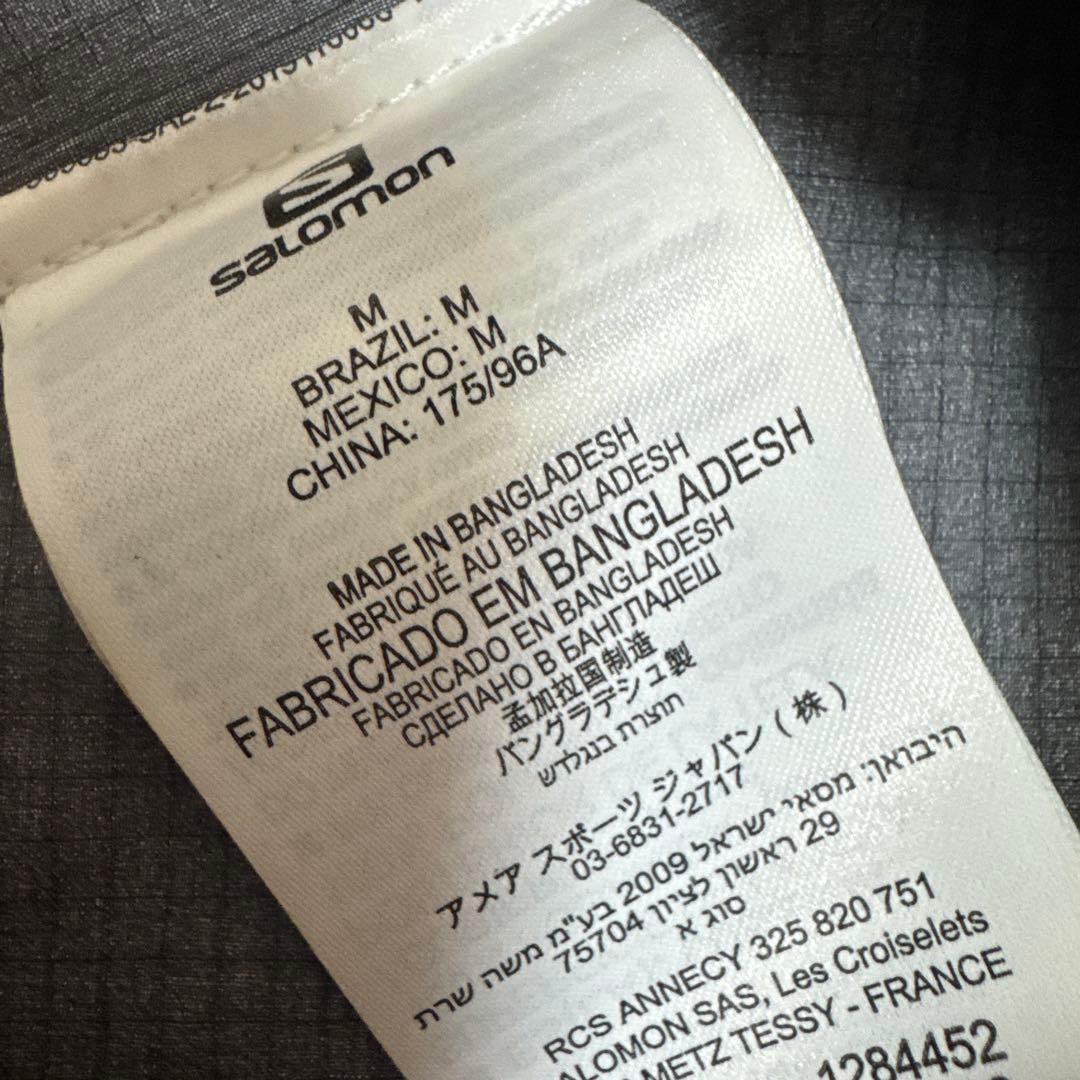 salomon
M
BRAZIL: M
MEXICO: M
CHINA: 175/96A
MADE IN BANGLADESH
FABRIQUÉ AU BANGLADESH
FABRICADO EM BANGLADESH
FABRICADO EN BANGLADESH
СДЕЛАНО В БАНГЛАДЕШ
孟加拉国制造
バングラデシュ製
תוצרת בנגלדש
アメア スポーツ ジャパン (株)
03-6831-2717
היבואן: מסאי ישראל 2009 בע"מ משה שרת
29 ראשון לציון 75704
סוג א
RCS ANNECY 325 820 751
ALOMON SAS, Les Croiselets
METZ TESSY - FRANCE
1284452